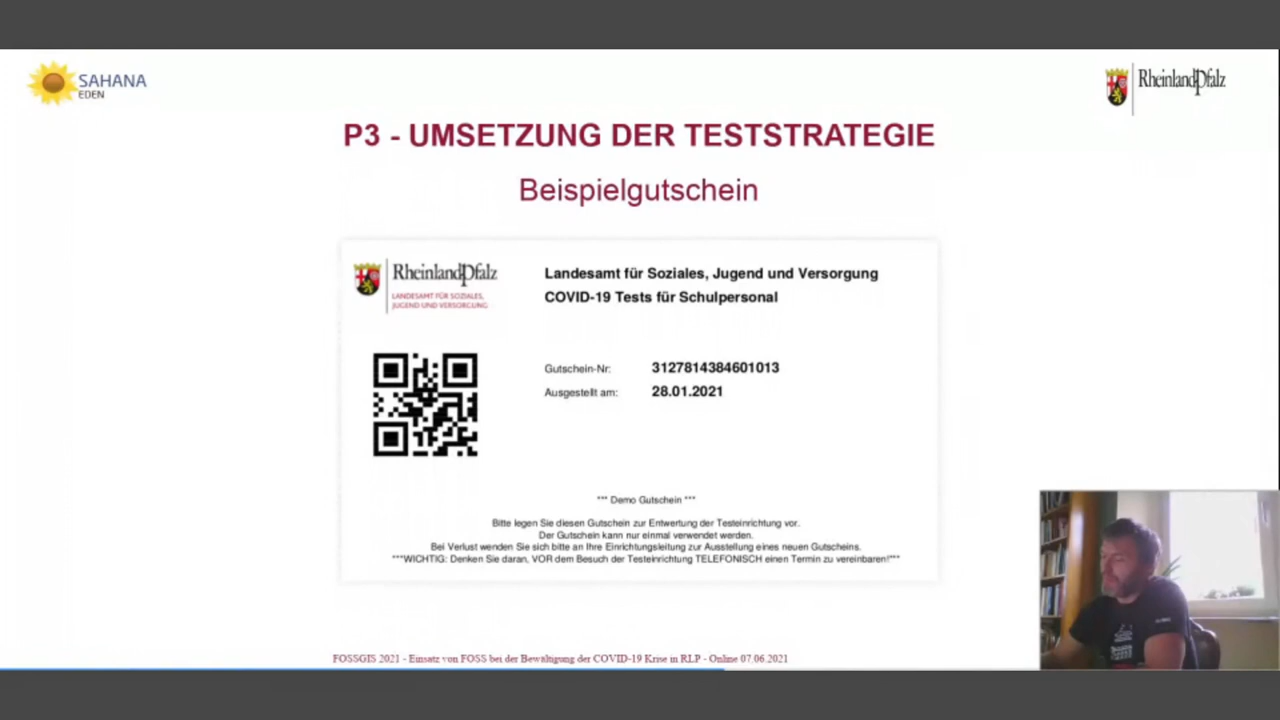 SAHANA
EDEN
RheinlandPfalz
P3 - UMSETZUNG DER TESTSTRATEGIE
Beispielgutschein
RheinlandPfalz
LANDESAMT FÜR SOZIALES,
JUGEND UND VERSORGUNG
Landesamt für Soziales, Jugend und Versorgung
COVID-19 Tests für Schulpersonal
Gutschein-Nr: 3127814384601013
Ausgestellt am: 28.01.2021
*** Demo Gutschein ***
Bitte legen Sie diesen Gutschein zur Entwertung der Testeinrichtung vor.
Der Gutschein kann nur einmal verwendet werden.
Bei Verlust wenden Sie sich bitte an Ihre Einrichtungsleitung zur Ausstellung eines neuen Gutscheins.
***WICHTIG: Denken Sie daran, VOR dem Besuch der Testeinrichtung TELEFONISCH einen Termin zu vereinbaren!***
FOSSGIS 2021 - Einsatz von FOSS bei der Bewältigung der COVID-19 Krise in RLP - Online 07.06.2021